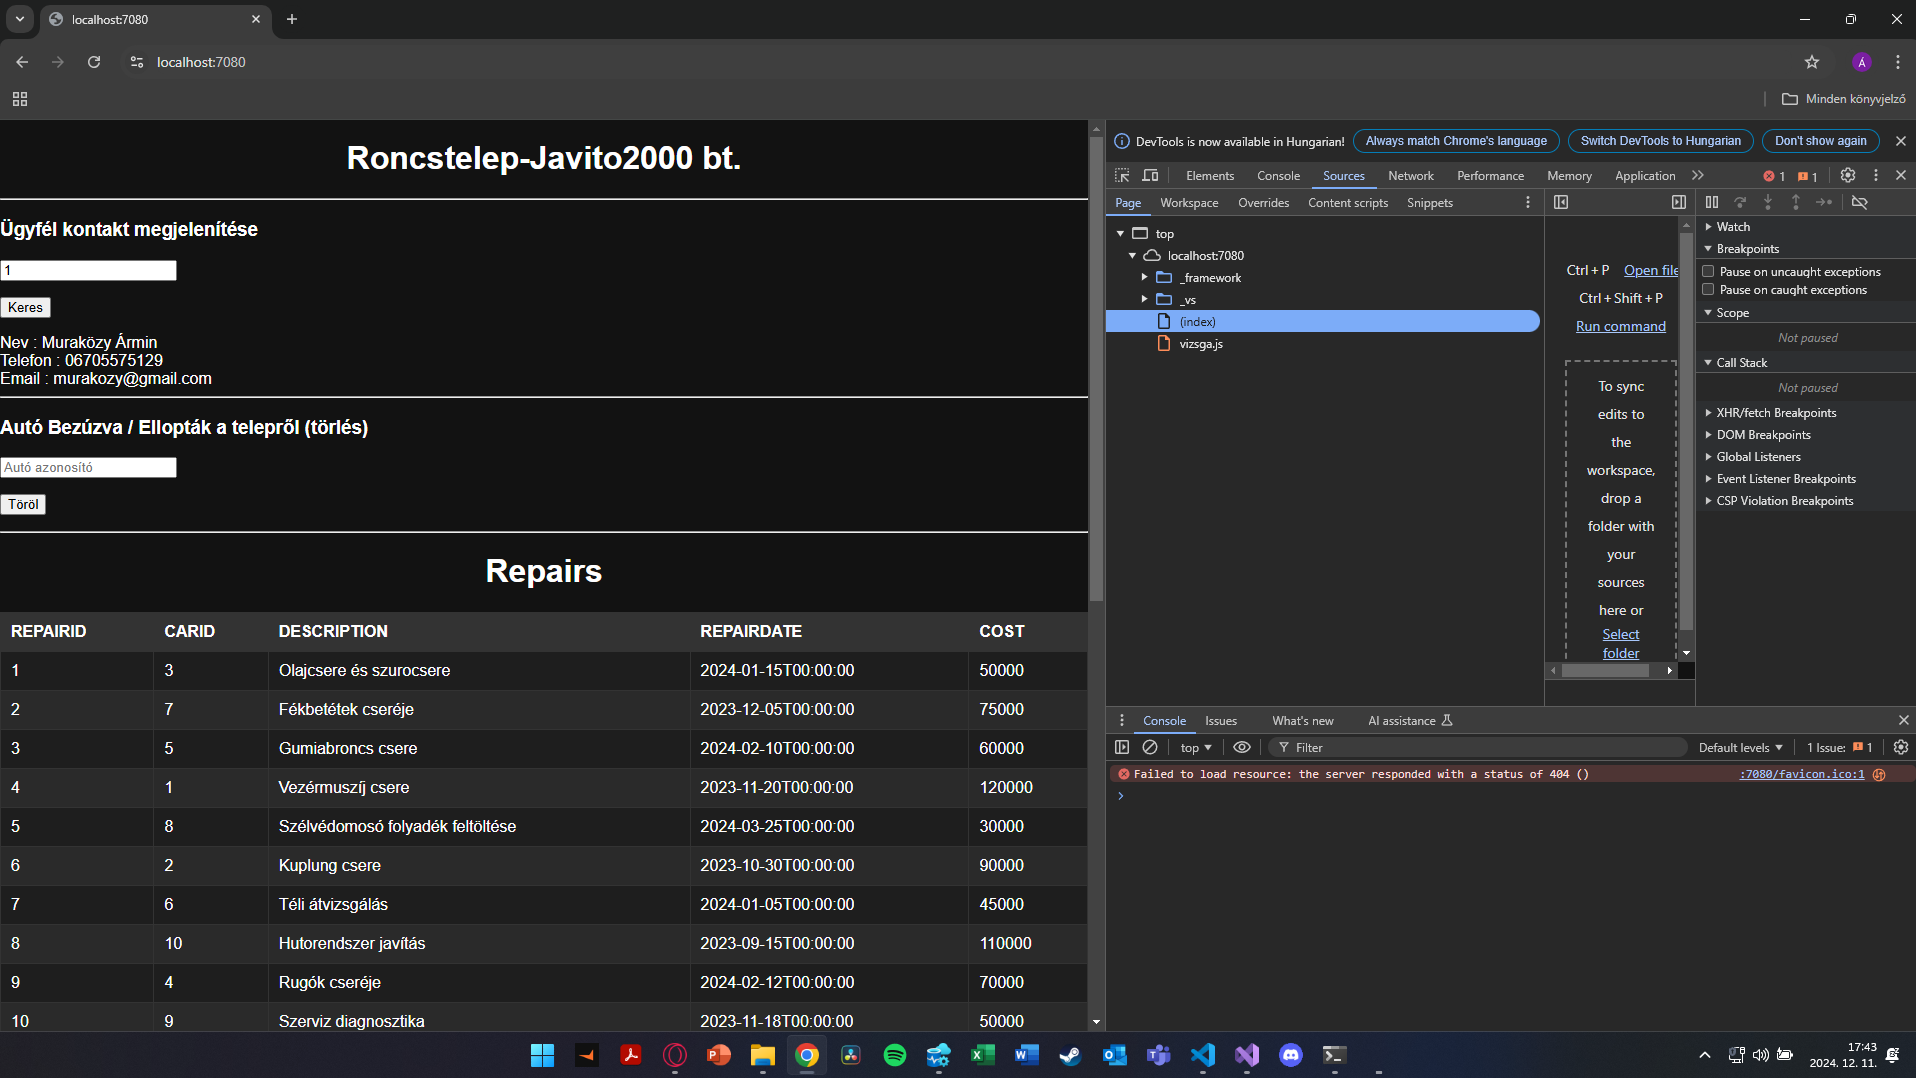 localhost:7080
localhost:7080
Á
Minden könyvjelző
Roncstelep-Javito2000 bt.
Ügyfél kontakt megjelenítése
1
Keres
Nev : Muraközy Ármin
Telefon : 06705575129
Email : murakozy@gmail.com
Autó Bezúzva / Ellopták a telepről (törlés)
Autó azonosító
Töröl
Repairs
REPAIRID CARID DESCRIPTION REPAIRDATE COST
1 3 Olajcsere és szurocsere 2024-01-15T00:00:00 50000
2 7 Fékbetétek cseréje 2023-12-05T00:00:00 75000
3 5 Gumiabroncs csere 2024-02-10T00:00:00 60000
4 1 Vezérmuszíj csere 2023-11-20T00:00:00 120000
5 8 Szélvédomosó folyadék feltöltése 2024-03-25T00:00:00 30000
6 2 Kuplung csere 2023-10-30T00:00:00 90000
7 6 Téli átvizsgálás 2024-01-05T00:00:00 45000
8 10 Hutorendszer javítás 2023-09-15T00:00:00 110000
9 4 Rugók cseréje 2024-02-12T00:00:00 70000
10 9 Szerviz diagnosztika 2023-11-18T00:00:00 50000
DevTools is now available in Hungarian! Always match Chrome's language Switch DevTools to Hungarian Don't show again
Elements Console Sources Network Performance Memory Application 1 1
Page Workspace Overrides Content scripts Snippets
top
localhost:7080
_framework
_vs
(index)
vizsga.js
Ctrl + P Open file
Ctrl + Shift + P
Run command
To sync
edits to
the
workspace,
drop a
folder with
your
sources
here or
Select
folder
Watch
Breakpoints
Pause on uncaught exceptions
Pause on caught exceptions
Scope
Not paused
Call Stack
Not paused
XHR/fetch Breakpoints
DOM Breakpoints
Global Listeners
Event Listener Breakpoints
CSP Violation Breakpoints
Console Issues What's new AI assistance
top Filter Default levels 1 Issue: 1
Failed to load resource: the server responded with a status of 404 () :7080/favicon.ico:1
17:43
2024. 12. 11.